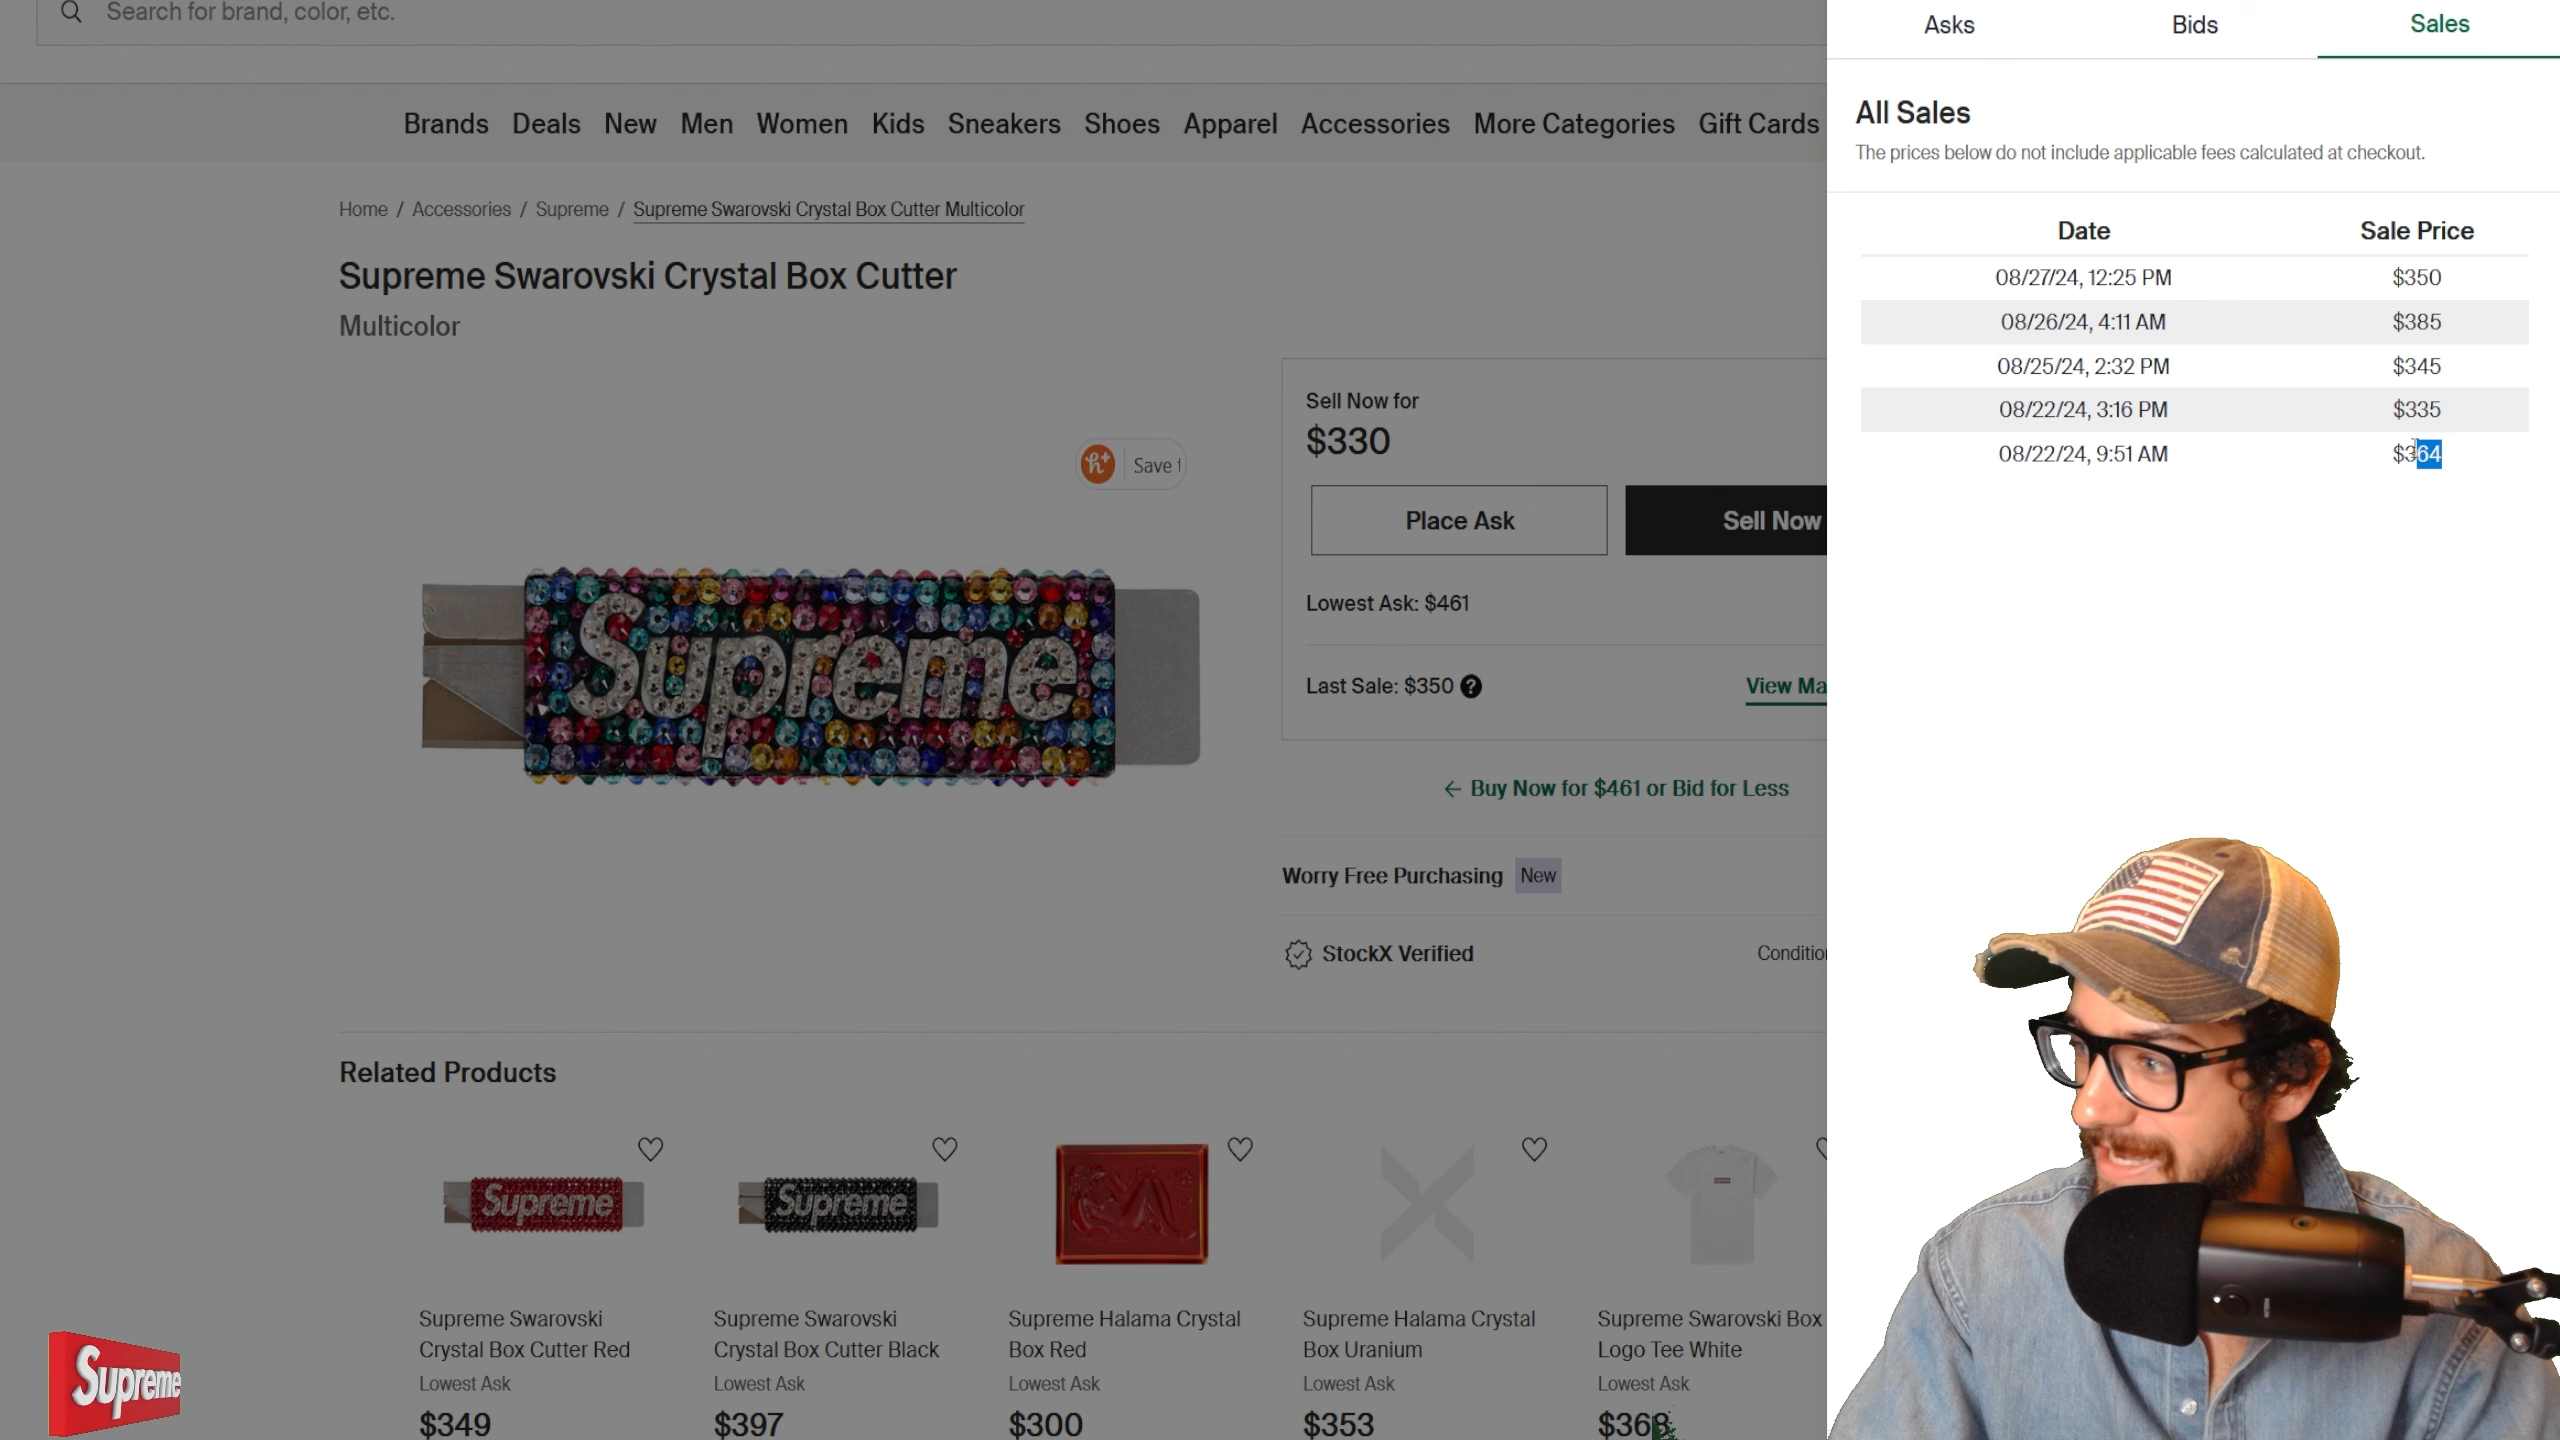 Search for brand, color, etc.
Brands Deals New Men Women Kids Sneakers Shoes Apparel Accessories More Categories Gift Cards
Home / Accessories / Supreme / Supreme Swarovski Crystal Box Cutter Multicolor
Supreme Swarovski Crystal Box Cutter
Multicolor
Save
Supreme
Sell Now for
$330
Place Ask
Sell Now
Lowest Ask: $461
Last Sale: $350 ?
View Ma
← Buy Now for $461 or Bid for Less
Worry Free Purchasing New
StockX Verified
Conditio
Related Products
Supreme
Supreme Swarovski
Crystal Box Cutter Red
Lowest Ask
$349
Supreme
Supreme Swarovski
Crystal Box Cutter Black
Lowest Ask
$397
Supreme Halama Crystal
Box Red
Lowest Ask
$300
Supreme Halama Crystal
Box Uranium
Lowest Ask
$353
Supreme Swarovski Box
Logo Tee White
Lowest Ask
$368
Supreme
Asks Bids Sales
All Sales
The prices below do not include applicable fees calculated at checkout.
Date Sale Price
08/27/24, 12:25 PM $350
08/26/24, 4:11 AM $385
08/25/24, 2:32 PM $345
08/22/24, 3:16 PM $335
08/22/24, 9:51 AM $364